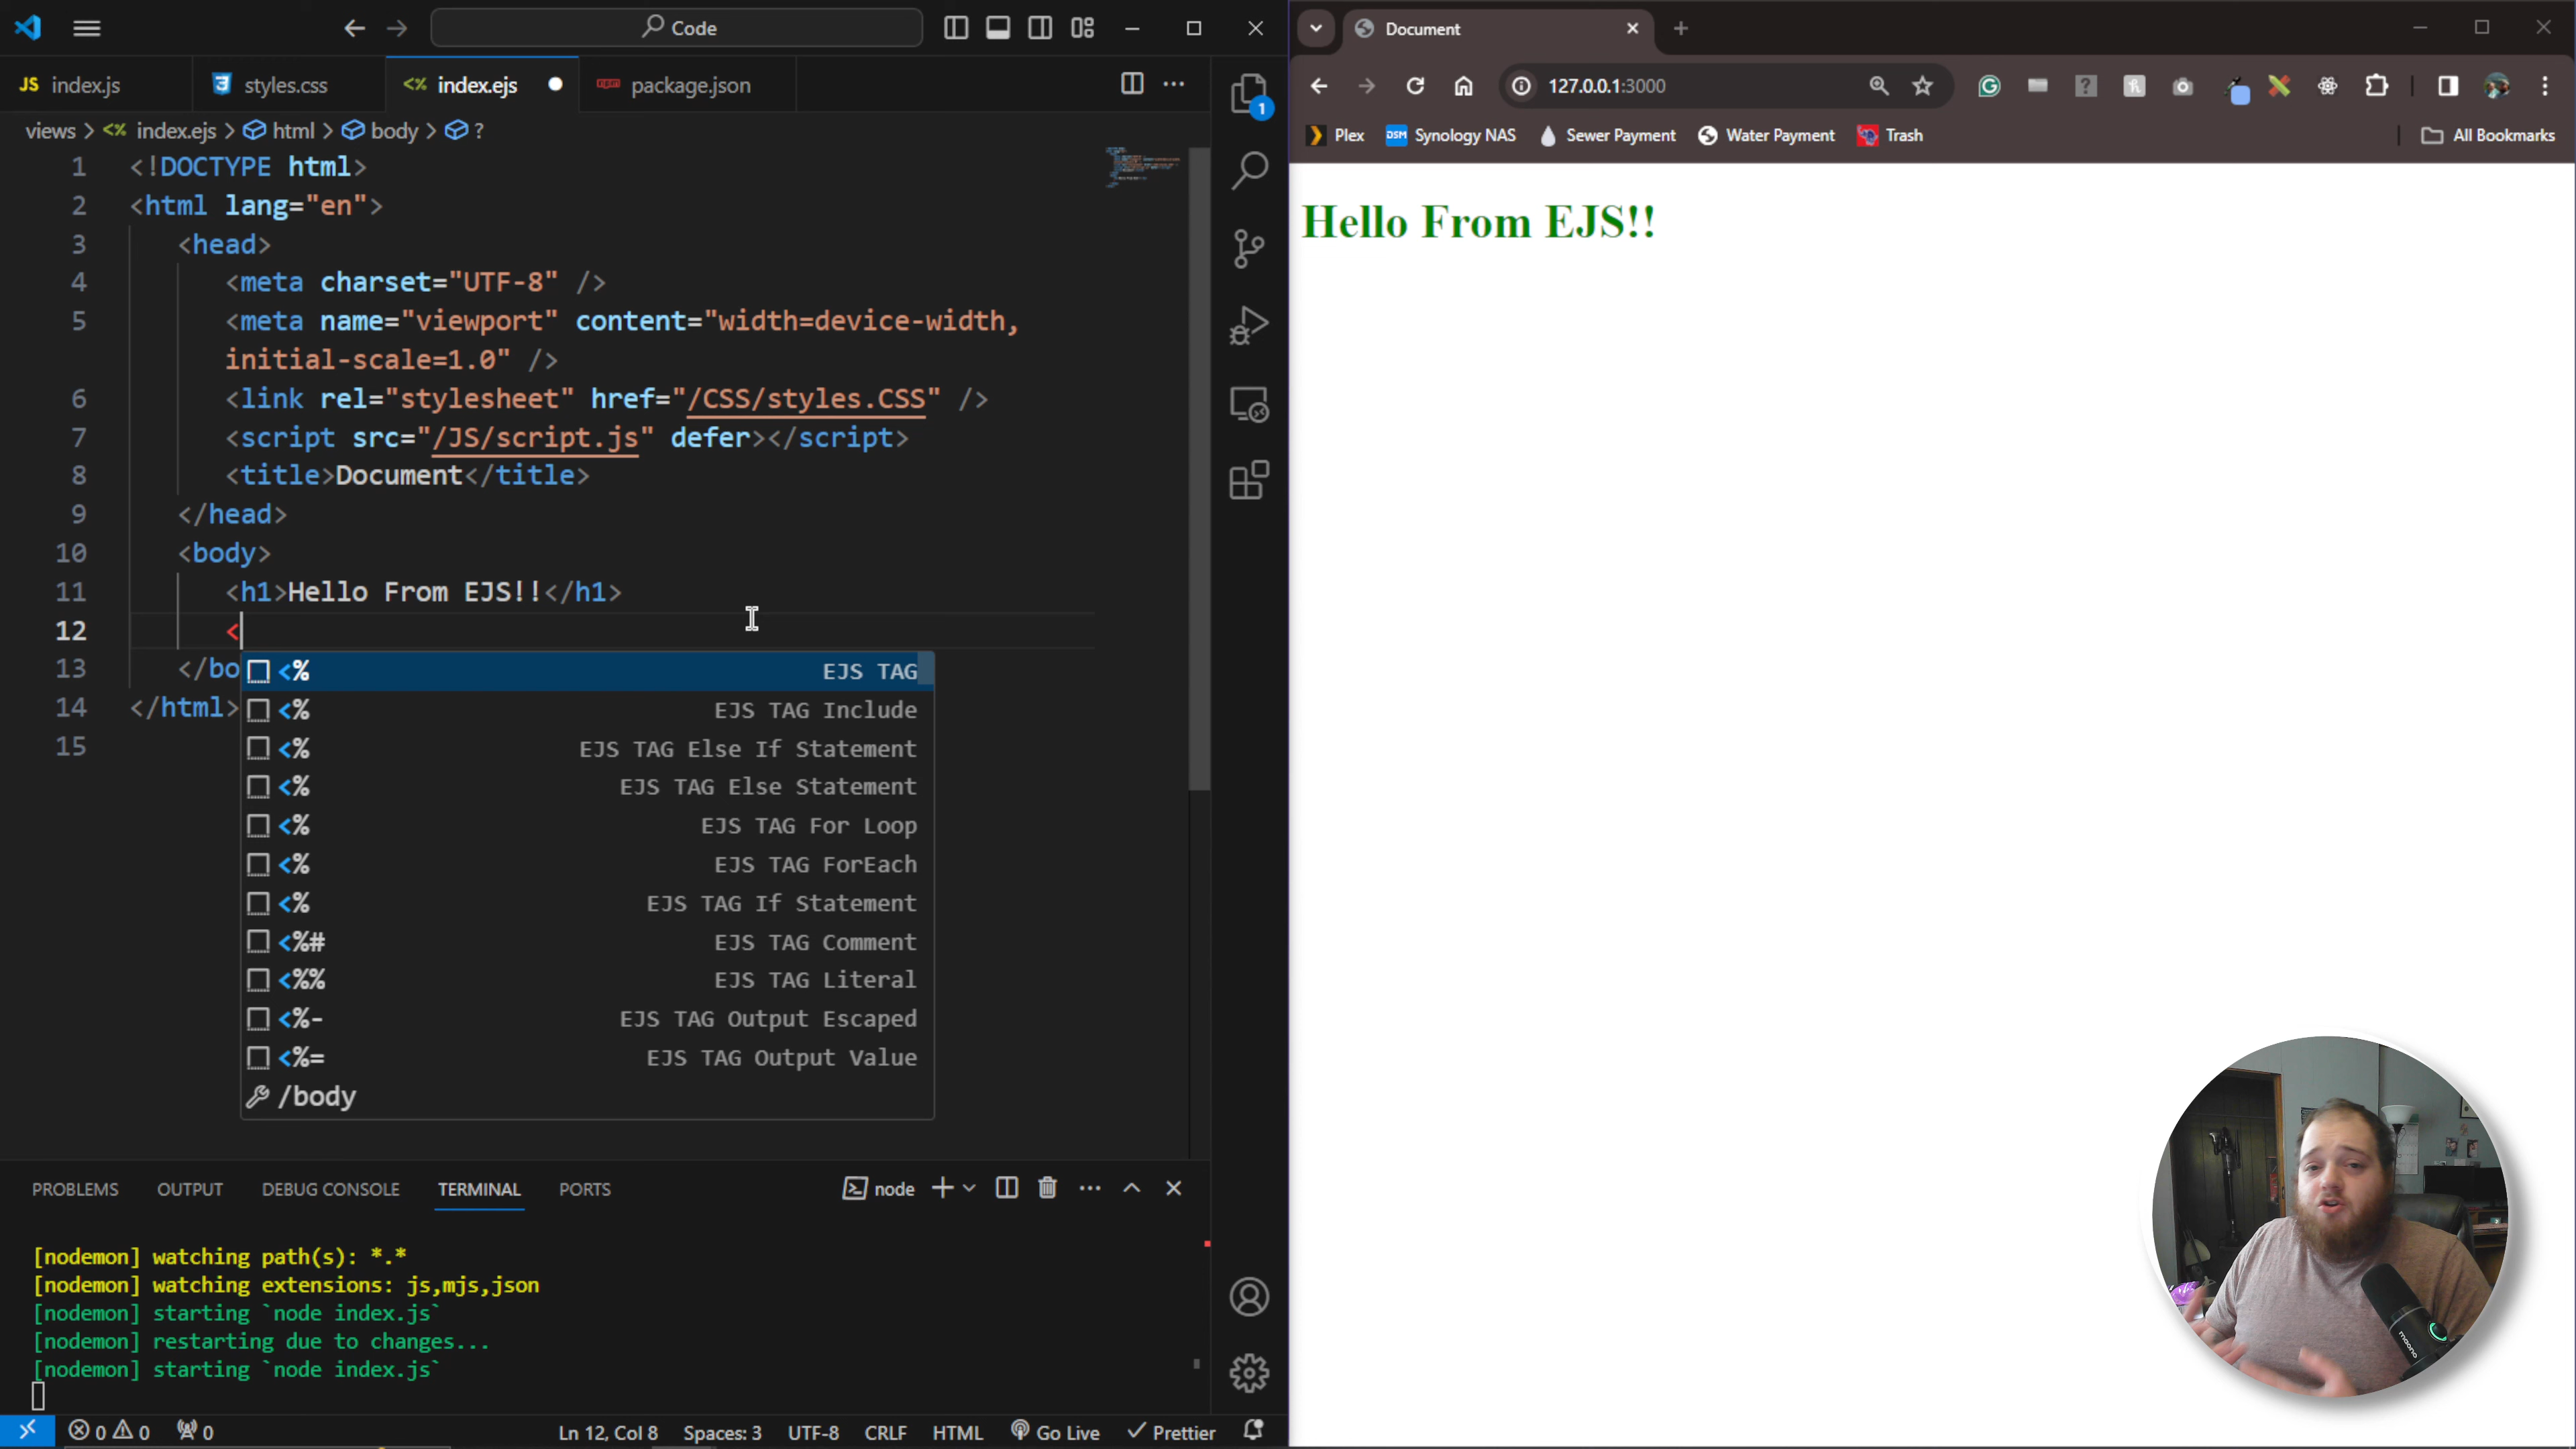 Code
index.js
styles.css
index.ejs
package.json
views > index.ejs > html > body > ?
1 <!DOCTYPE html>
2 <html lang="en">
3 <head>
4 <meta charset="UTF-8" />
5 <meta name="viewport" content="width=device-width,
initial-scale=1.0" />
6 <link rel="stylesheet" href="/CSS/styles.CSS" />
7 <script src="/JS/script.js" defer></script>
8 <title>Document</title>
9 </head>
10 <body>
11 <h1>Hello From EJS!!</h1>
12 <
13 </bo
14 </html>
15
<% EJS TAG
<% EJS TAG Include
<% EJS TAG Else If Statement
<% EJS TAG Else Statement
<% EJS TAG For Loop
<% EJS TAG ForEach
<% EJS TAG If Statement
<%# EJS TAG Comment
<%% EJS TAG Literal
<%- EJS TAG Output Escaped
<%= EJS TAG Output Value
/body
1
PROBLEMS OUTPUT DEBUG CONSOLE TERMINAL PORTS node
[nodemon] watching path(s): *.*
[nodemon] watching extensions: js,mjs,json
[nodemon] starting `node index.js`
[nodemon] restarting due to changes...
[nodemon] starting `node index.js`
0 0 0 Ln 12, Col 8 Spaces: 3 UTF-8 CRLF HTML Go Live Prettier
Document
127.0.0.1:3000
Plex DSM Synology NAS Sewer Payment Water Payment Trash All Bookmarks
Hello From EJS!!
maono